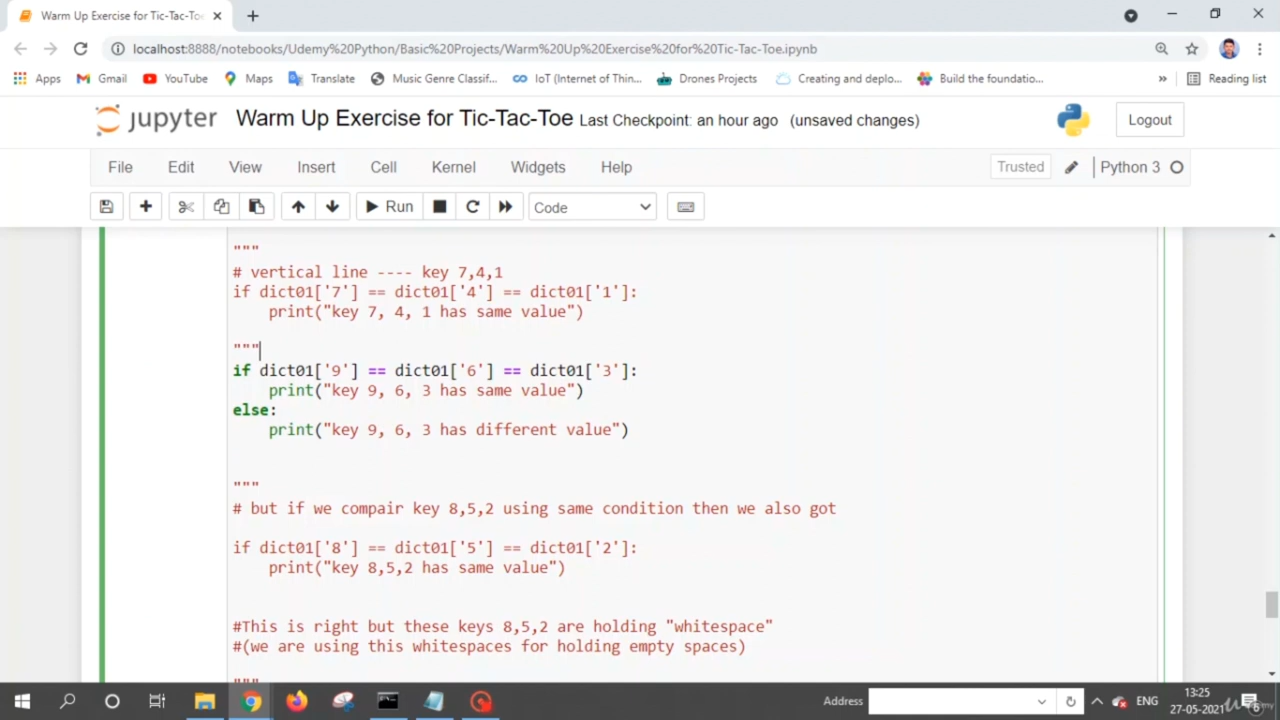 Warm Up Exercise for Tic-Tac-Toe
localhost:8888/notebooks/Udemy%20Python/Basic%20Projects/Warm%20Up%20Exercise%20for%20Tic-Tac-Toe.ipynb
Apps Gmail YouTube Maps Translate Music Genre Classif... IoT (Internet of Thin... Drones Projects Creating and deplo... Build the foundatio... » Reading list
jupyter Warm Up Exercise for Tic-Tac-Toe Last Checkpoint: an hour ago (unsaved changes) Logout
File Edit View Insert Cell Kernel Widgets Help Trusted Python 3
Run Code
"""
# vertical line ---- key 7,4,1
if dict01['7'] == dict01['4'] == dict01['1']:
print("key 7, 4, 1 has same value")
"""
if dict01['9'] == dict01['6'] == dict01['3']:
print("key 9, 6, 3 has same value")
else:
print("key 9, 6, 3 has different value")
"""
# but if we compair key 8,5,2 using same condition then we also got
if dict01['8'] == dict01['5'] == dict01['2']:
print("key 8,5,2 has same value")
#This is right but these keys 8,5,2 are holding "whitespace"
#(we are using this whitespaces for holding empty spaces)
"""
Address ENG 13:25
27-05-2021